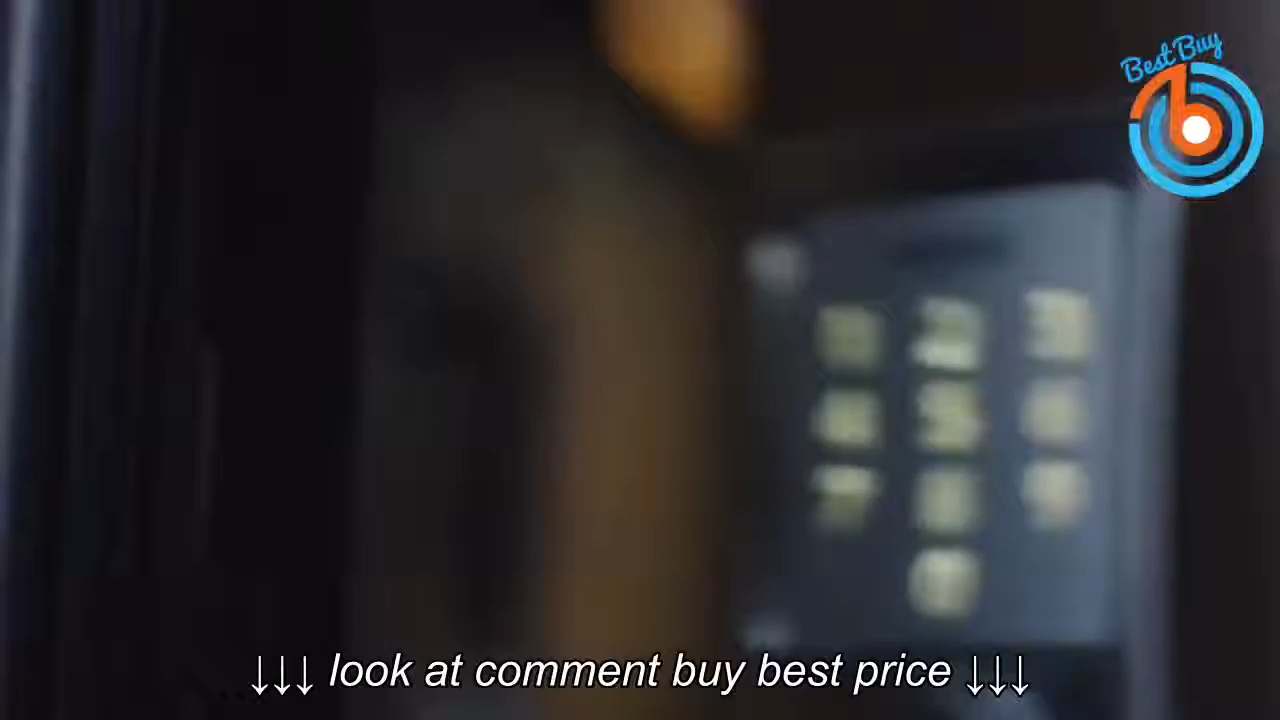 Best Buy
↓↓↓ look at comment buy best price ↓↓↓